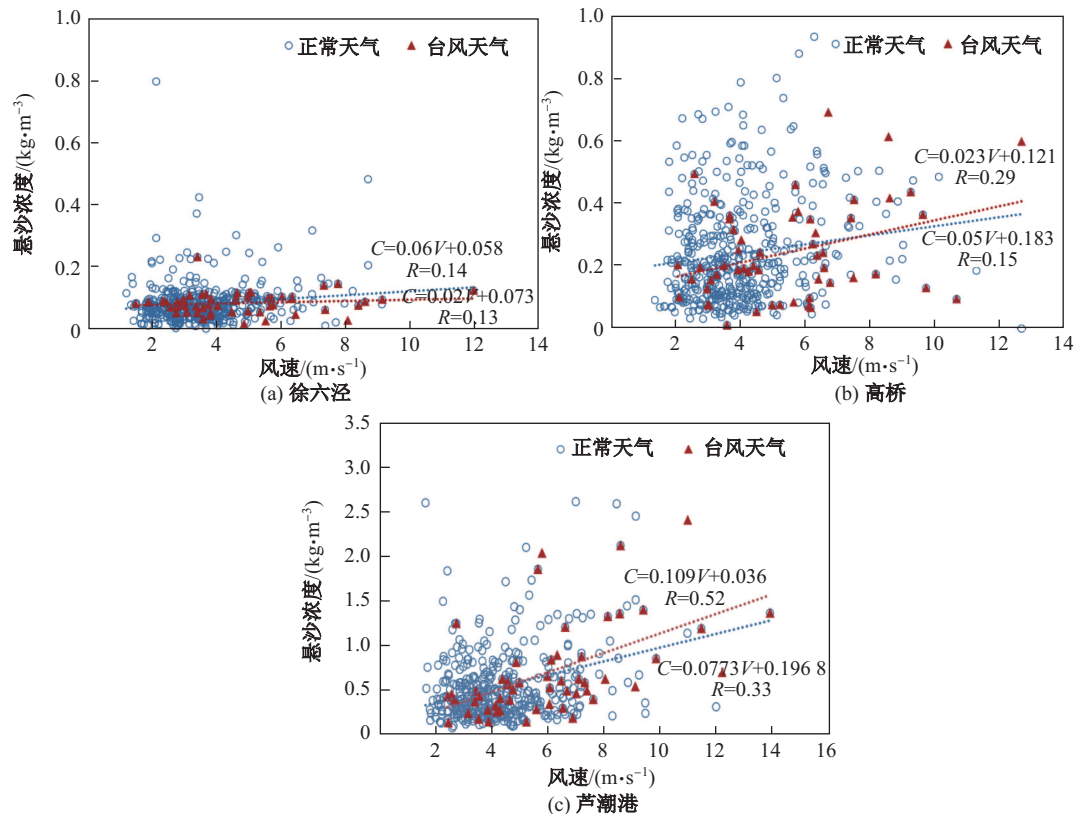 1.0
0.8
0.6
0.4
0.2
0
悬沙浓度/(kg•m⁻³)
正常天气 台风天气
C=0.06V+0.058
R=0.14
C=0.02V+0.073
R=0.13
2 4 6 8 10 12 14
风速/(m•s⁻¹)
(a) 徐六泾
1.0
0.8
0.6
0.4
0.2
0
悬沙浓度/(kg•m⁻³)
正常天气 台风天气
C=0.023V+0.121
R=0.29
C=0.05V+0.183
R=0.15
2 4 6 8 10 12 14
风速/(m•s⁻¹)
(b) 高桥
3.5
3.0
2.5
2.0
1.5
1.0
0.5
0
悬沙浓度/(kg•m⁻³)
正常天气 台风天气
C=0.109V+0.036
R=0.52
C=0.0773V+0.196 8
R=0.33
2 4 6 8 10 12 14 16
风速/(m•s⁻¹)
(c) 芦潮港